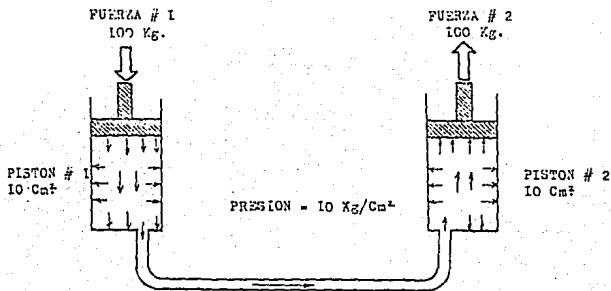 FUERZA # 1
100 Kg.
FUERZA # 2
100 Kg.
PISTON # 1
10 Cm²
PRESION = 10 Kg/Cm²
PISTON # 2
10 Cm²